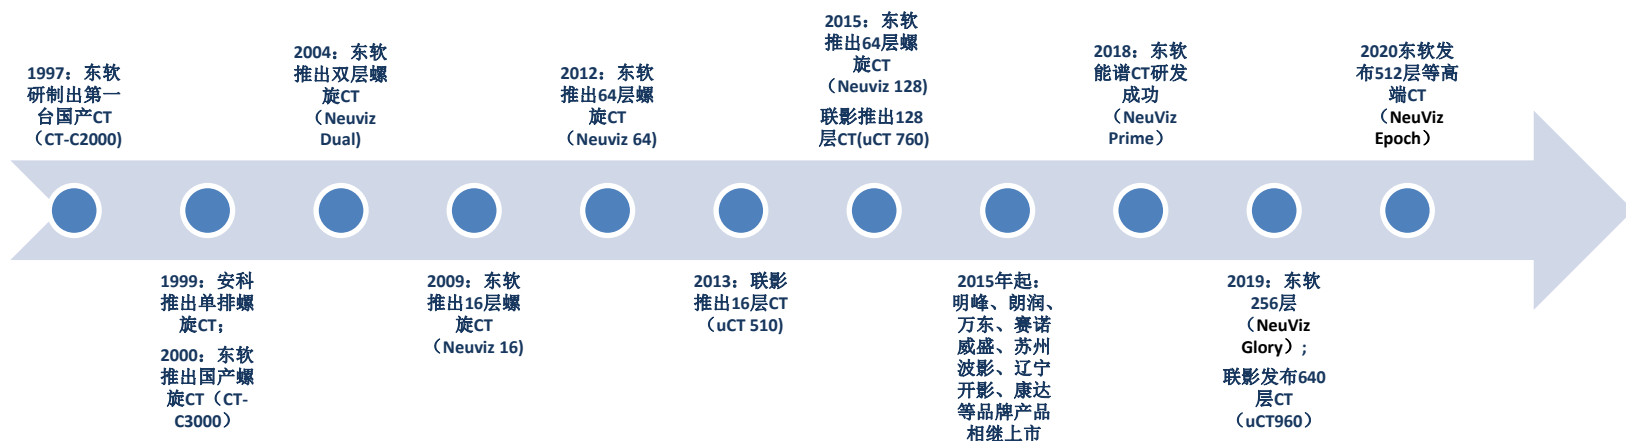 1997：东软
研制出第一
台国产CT
（CT-C2000)
1999：安科
推出单排螺
旋CT；
2000：东软
推出国产螺
旋CT（CT-
C3000）
2004：东软
推出双层螺
旋CT
（Neuviz
Dual)
2009：东软
推出16层螺
旋CT
（Neuviz 16)
2012：东软
推出64层螺
旋CT
（Neuviz 64)
2013：联影
推出16层CT
（uCT 510)
2015：东软
推出64层螺
旋CT
（Neuviz 128)
联影推出128
层CT(uCT 760)
2015年起：
明峰、朗润、
万东、赛诺
威盛、苏州
波影、辽宁
开影、康达
等品牌产品
相继上市
2018：东软
能谱CT研发
成功
（NeuViz
Prime）
2019：东软
256层
（NeuViz
Glory）；
联影发布640
层CT
（uCT960）
2020东软发
布512层等高
端CT
（NeuViz
Epoch）